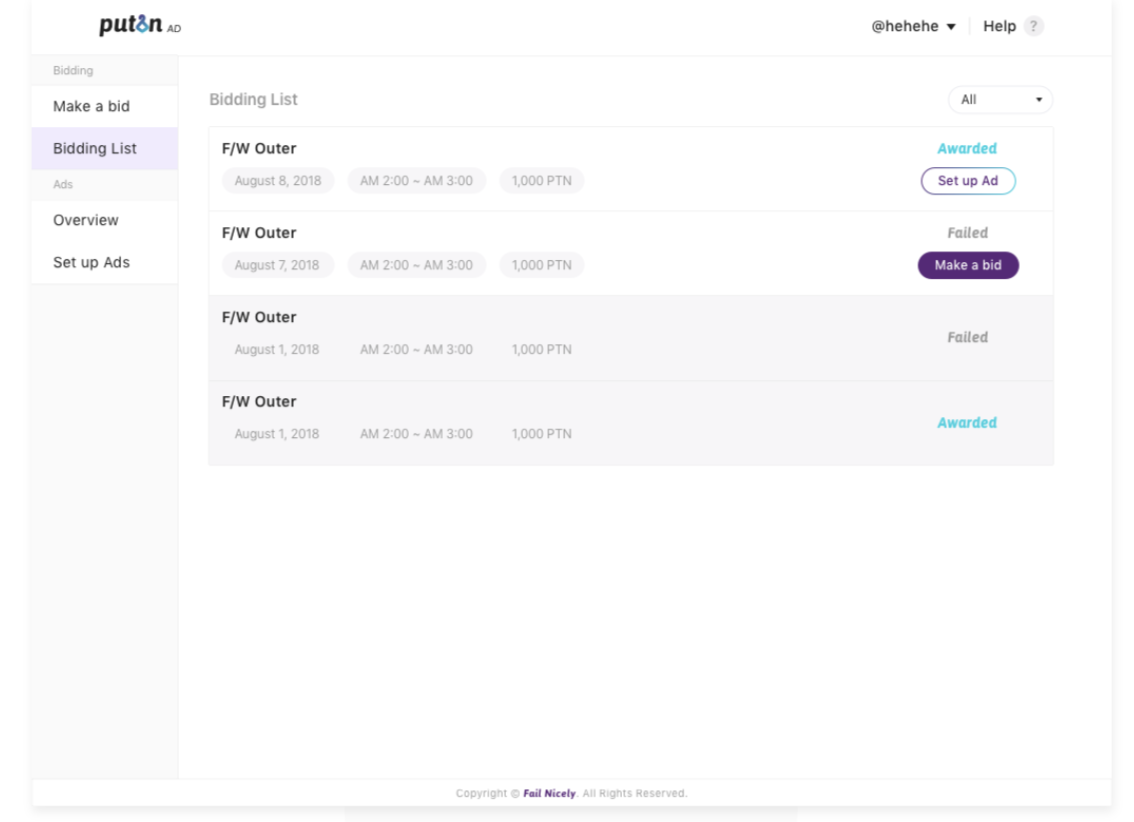 puton AD
@hehehe
Help ?
Bidding
Make a bid
Bidding List
Ads
Overview
Set up Ads
Bidding List
All
F/W Outer
Awarded
August 8, 2018 AM 2:00 ~ AM 3:00 1,000 PTN
Set up Ad
F/W Outer
Failed
August 7, 2018 AM 2:00 ~ AM 3:00 1,000 PTN
Make a bid
F/W Outer
August 1, 2018 AM 2:00 ~ AM 3:00 1,000 PTN
Failed
F/W Outer
August 1, 2018 AM 2:00 ~ AM 3:00 1,000 PTN
Awarded
Copyright © Fail Nicely. All Rights Reserved.